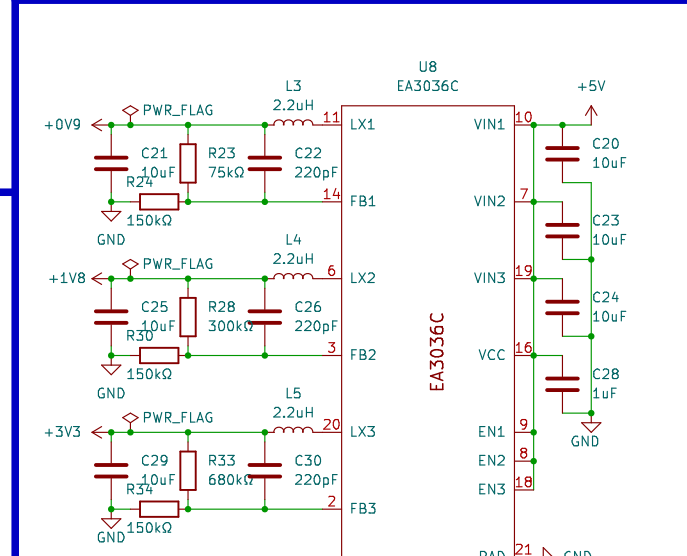 U8
EA3036C
+5V
L3
2.2uH
+0V9
PWR_FLAG
11
LX1
VIN1
10
C21
10uF
R23
75kΩ
C22
220pF
C20
10uF
R24
150kΩ
14
FB1
VIN2
7
GND
C23
10uF
L4
2.2uH
+1V8
PWR_FLAG
6
LX2
VIN3
19
C25
10uF
R28
300kΩ
C26
220pF
C24
10uF
EA3036C
R30
150kΩ
3
FB2
VCC
16
GND
C28
1uF
L5
2.2uH
+3V3
PWR_FLAG
20
LX3
EN1
9
GND
C29
10uF
R33
680kΩ
C30
220pF
EN2
8
EN3
18
R34
150kΩ
2
FB3
GND
PAD
21
GND